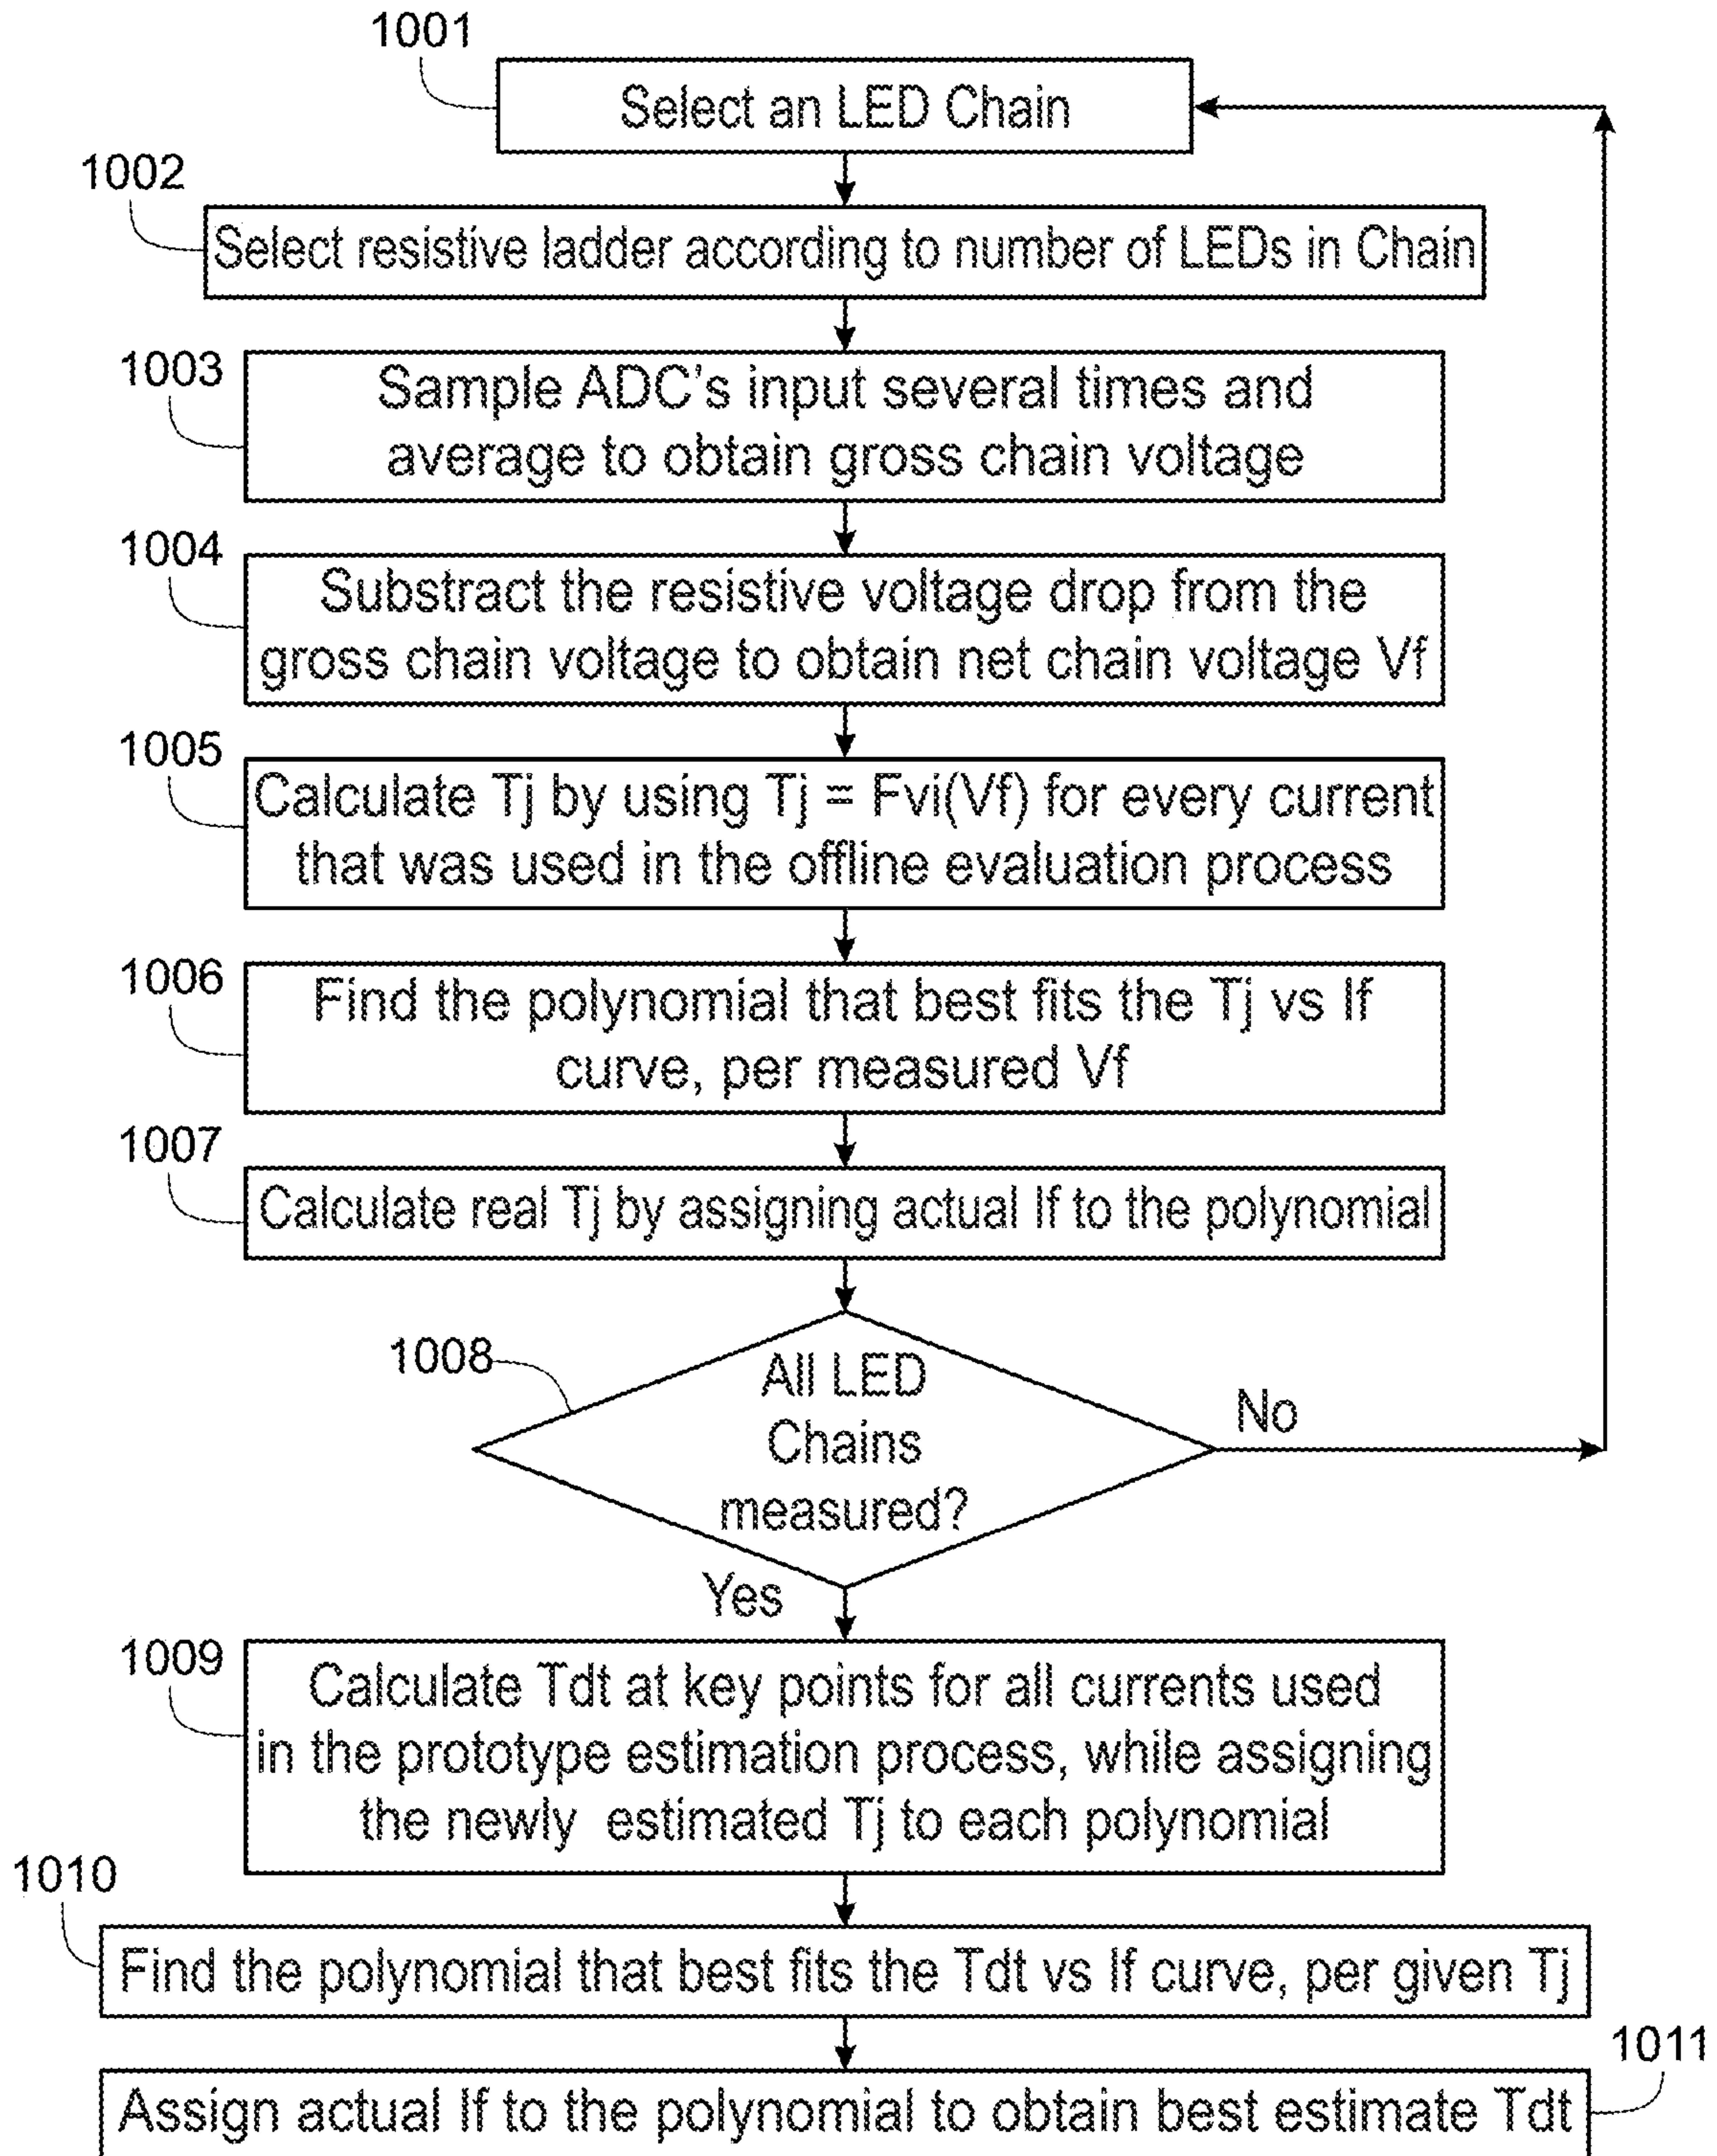 1001
Select an LED Chain
1002
Select resistive ladder according to number of LEDs in Chain
1003
Sample ADC's input several times and
average to obtain gross chain voltage
1004
Substract the resistive voltage drop from the
gross chain voltage to obtain net chain voltage Vf
1005
Calculate Tj by using Tj = Fvi(Vf) for every current
that was used in the offline evaluation process
1006
Find the polynomial that best fits the Tj vs If
curve, per measured Vf
1007
Calculate real Tj by assigning actual If to the polynomial
1008
All LED
Chains
measured?
No
Yes
1009
Calculate Tdt at key points for all currents used
in the prototype estimation process, while assigning
the newly estimated Tj to each polynomial
1010
Find the polynomial that best fits the Tdt vs If curve, per given Tj
1011
Assign actual If to the polynomial to obtain best estimate Tdt